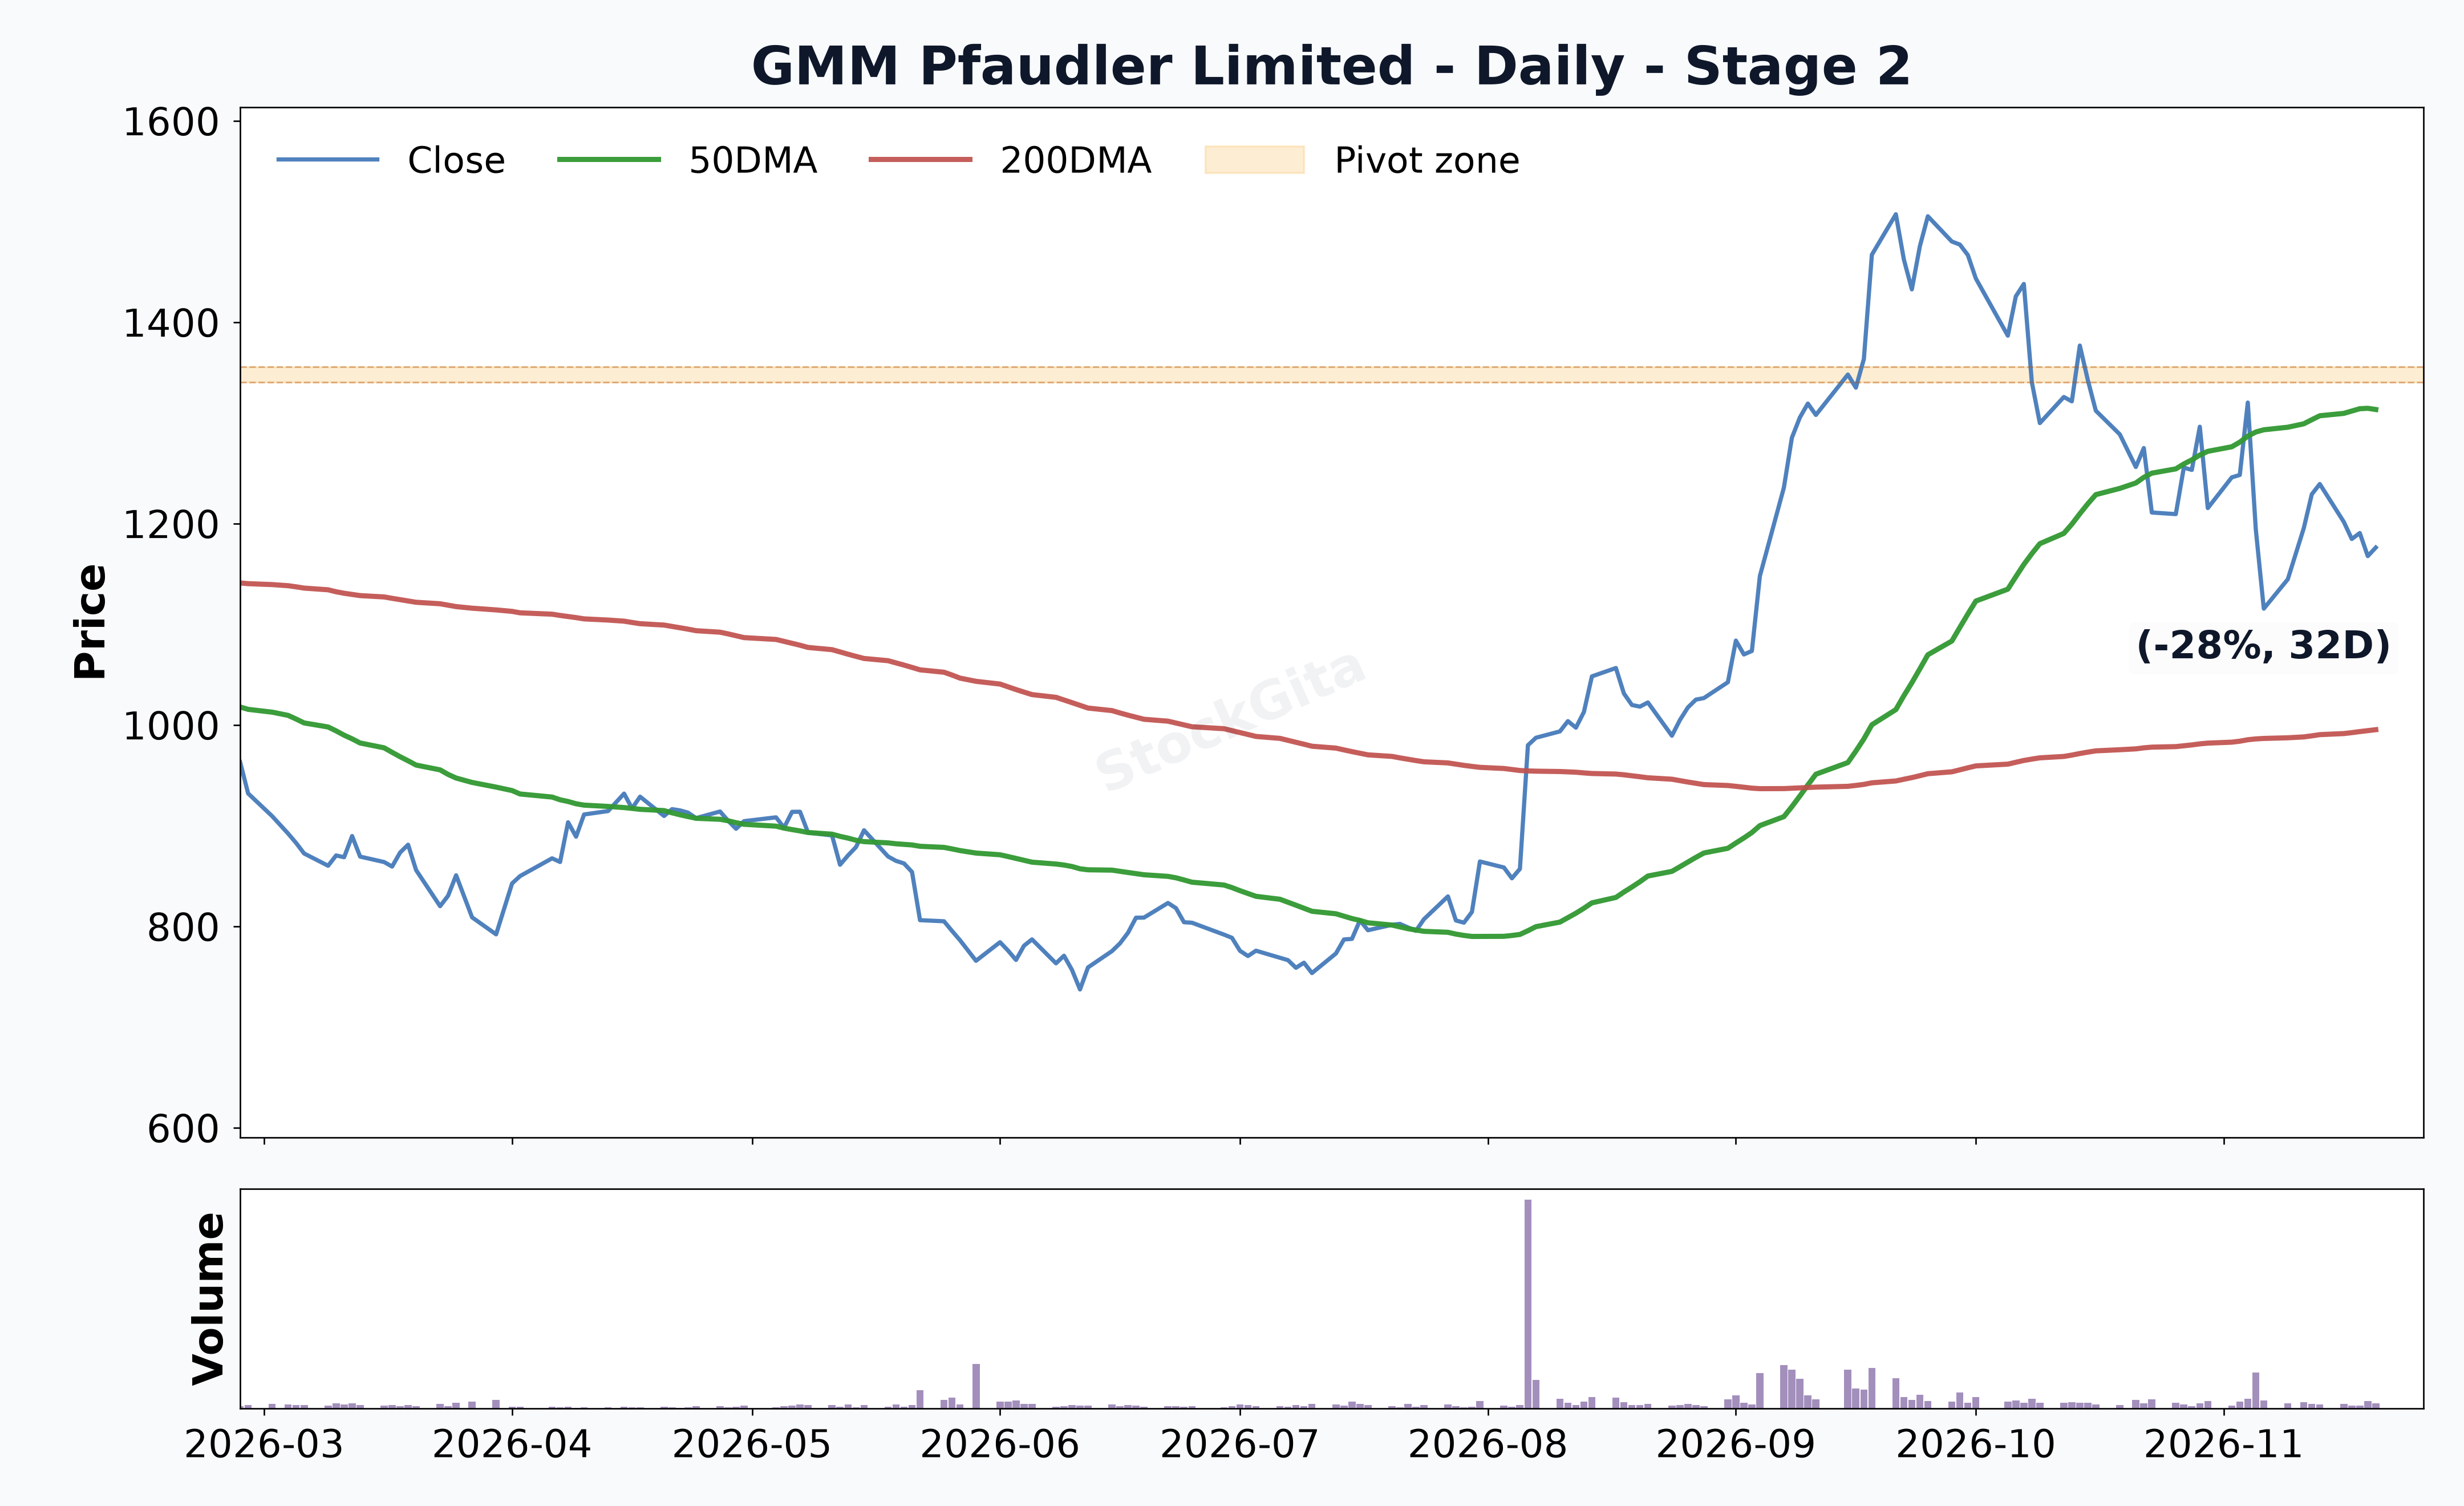 GMM Pfaudler Limited - Daily - Stage 2
Close 50DMA 200DMA Pivot zone
1600
1400
1200
1000
800
600
Price
StockGita
(-28%, 32D)
Volume
2026-03 2026-04 2026-05 2026-06 2026-07 2026-08 2026-09 2026-10 2026-11